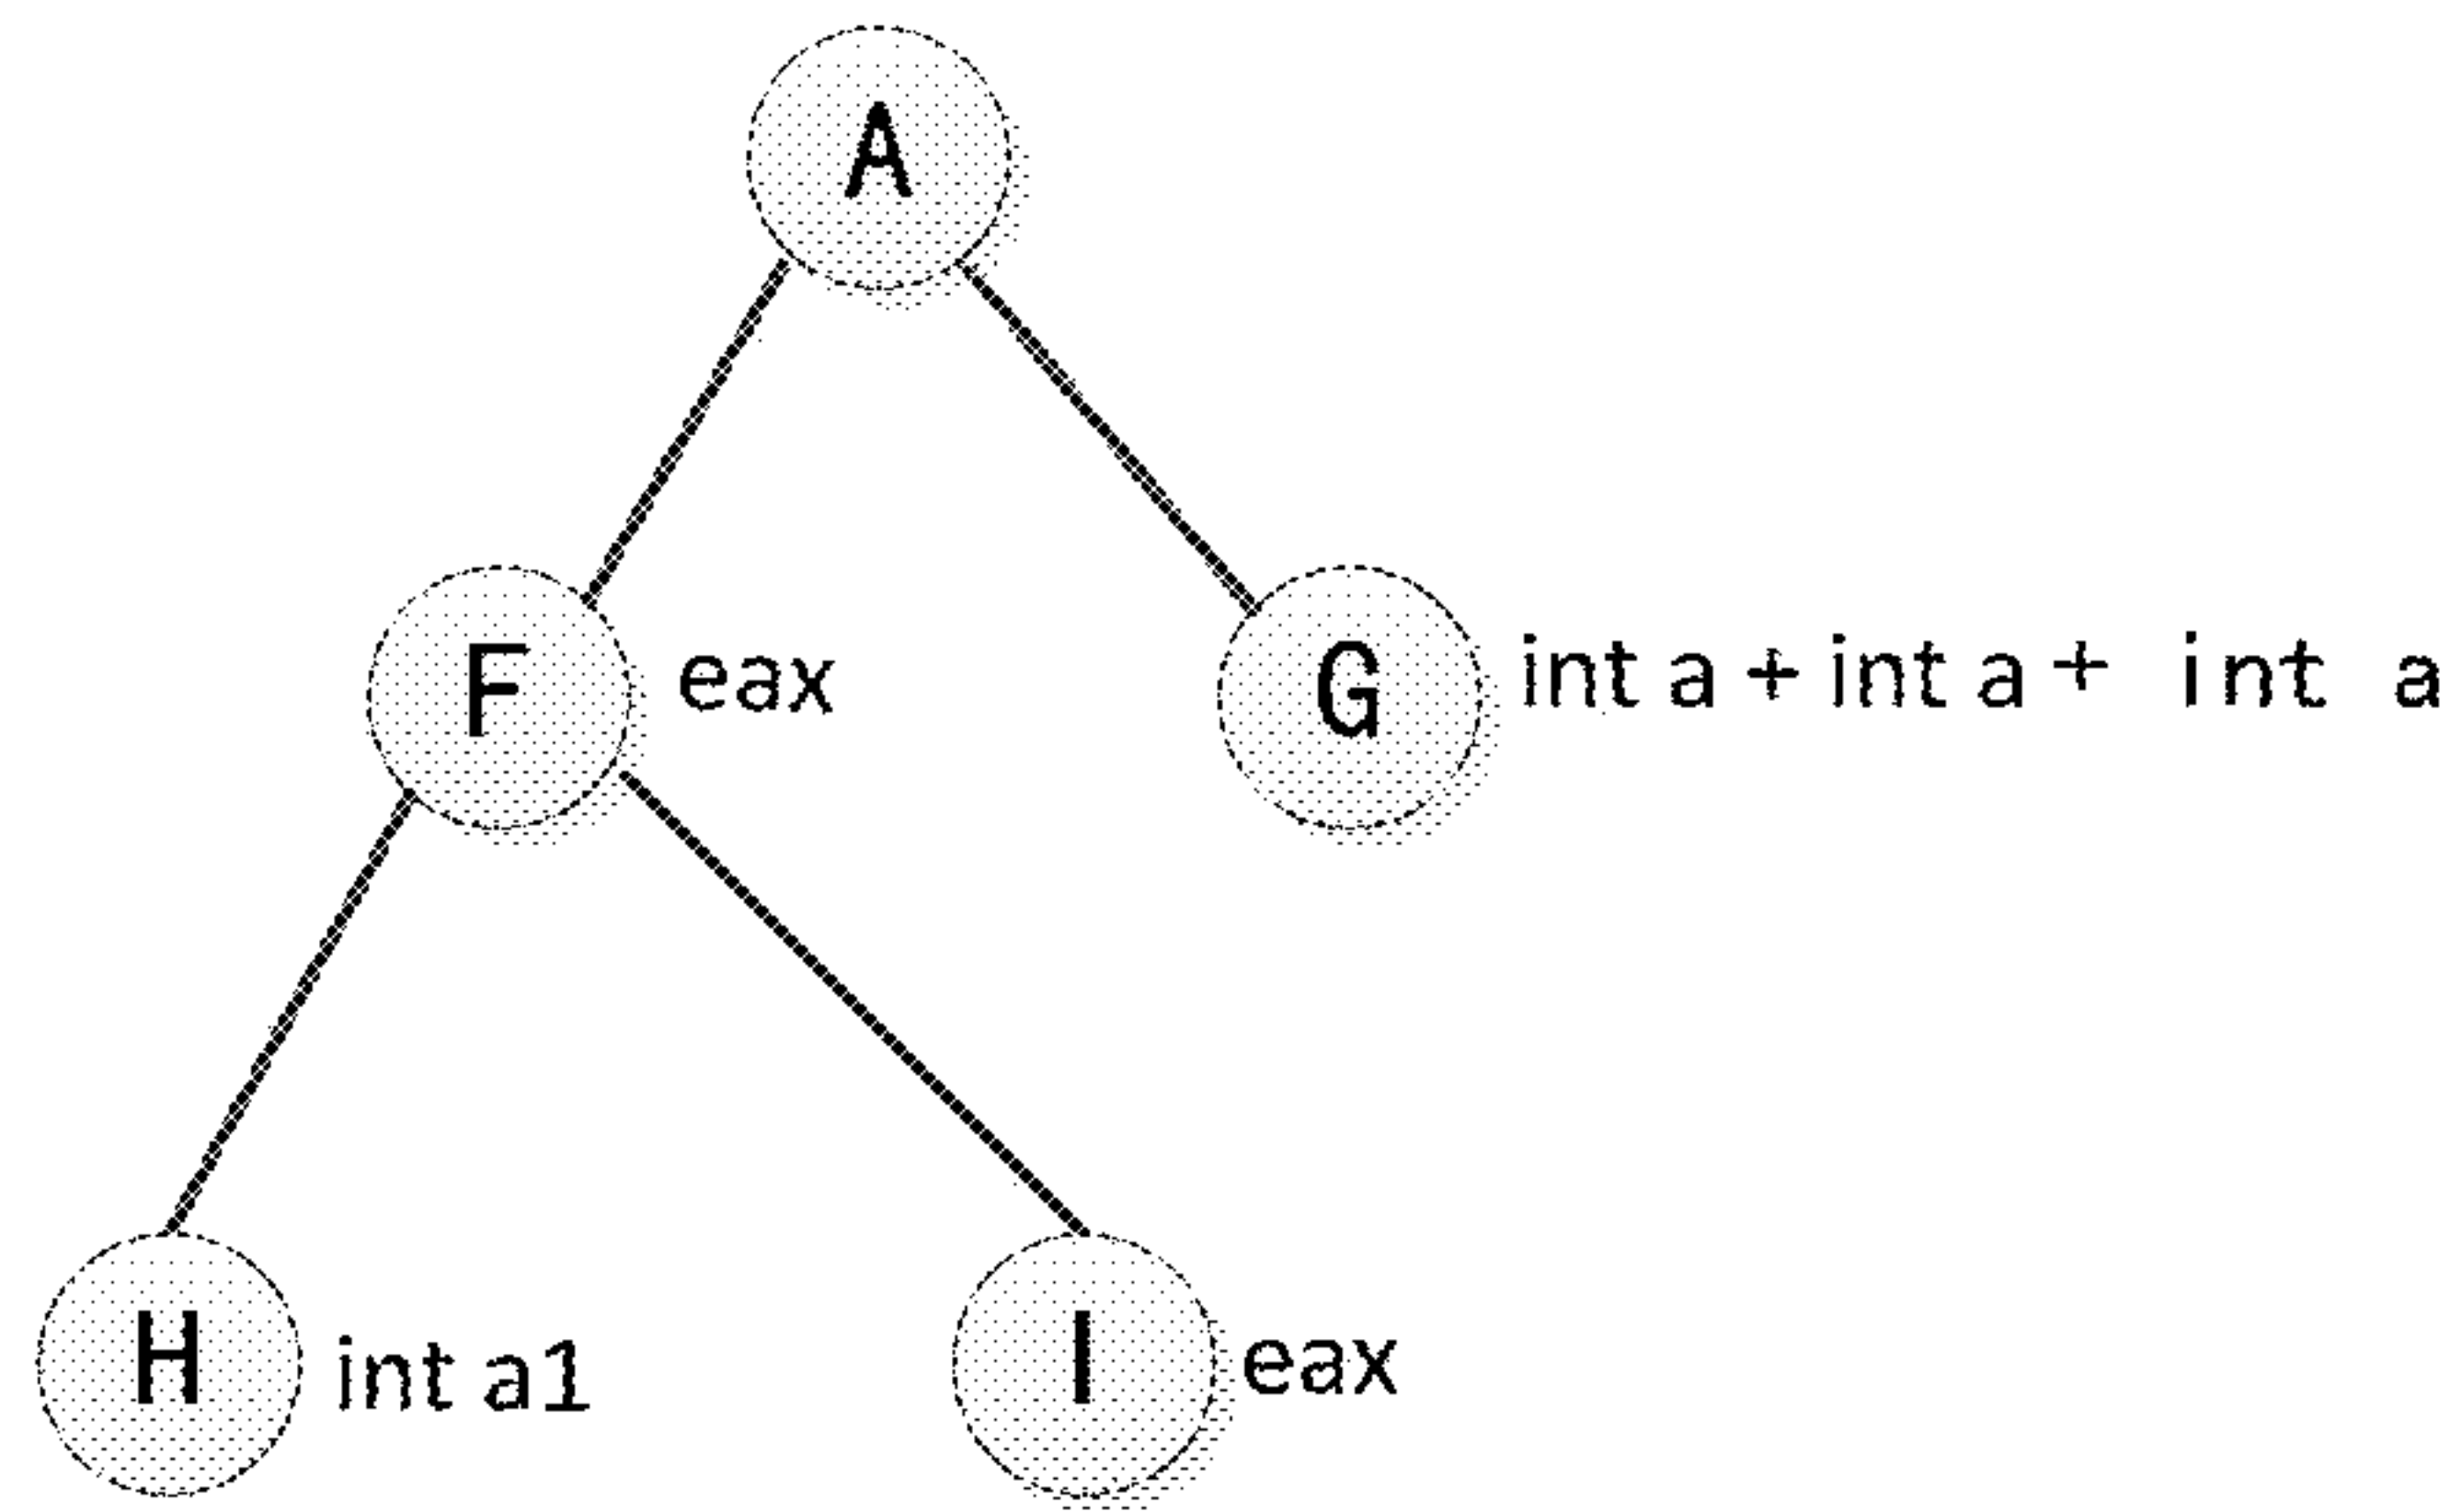 A
F eax
G int a + int a + int a
H int a1
I eax